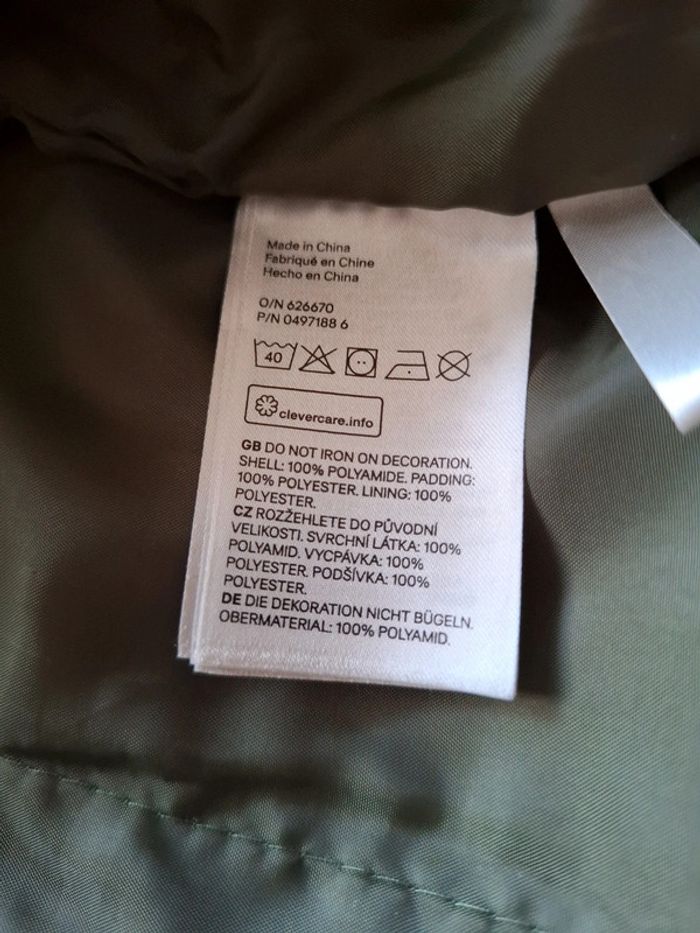 Made in China
Fabriqué en Chine
Hecho en China
O/N 626670
P/N 0497188 6
40
clevercare.info
GB DO NOT IRON ON DECORATION.
SHELL: 100% POLYAMIDE. PADDING:
100% POLYESTER. LINING: 100%
POLYESTER.
CZ ROZŽEHLETE DO PŮVODNÍ
VELIKOSTI. SVRCHNÍ LÁTKA: 100%
POLYAMID. VYCPÁVKA: 100%
POLYESTER. PODŠÍVKA: 100%
POLYESTER.
DE DIE DEKORATION NICHT BÜGELN.
OBERMATERIAL: 100% POLYAMID.